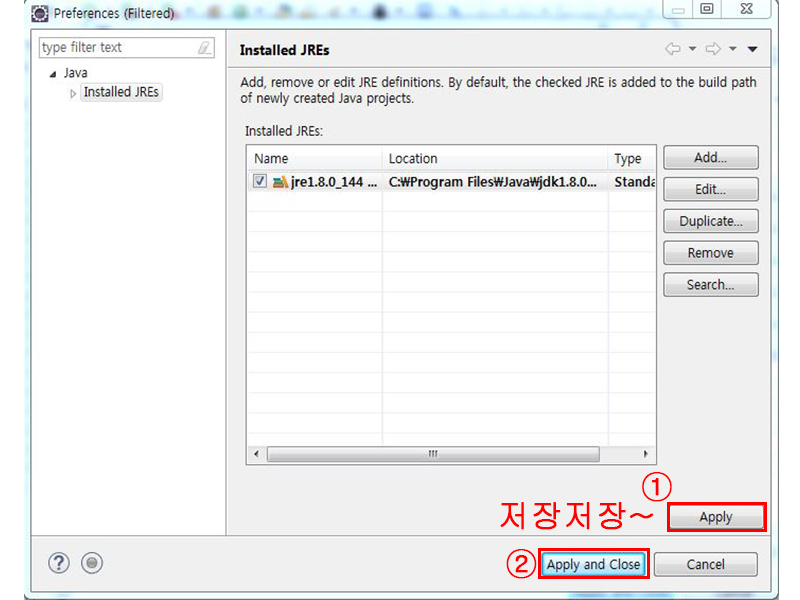 Preferences (Filtered)
type filter text
Java
Installed JREs
Installed JREs
Add, remove or edit JRE definitions. By default, the checked JRE is added to the build path
of newly created Java projects.
Installed JREs:
Name Location Type
jre1.8.0_144 ... C:₩Program Files₩Java₩jdk1.8.0... Standa
Add...
Edit...
Duplicate...
Remove
Search...
①
저장저장~ Apply
? ② Apply and Close Cancel